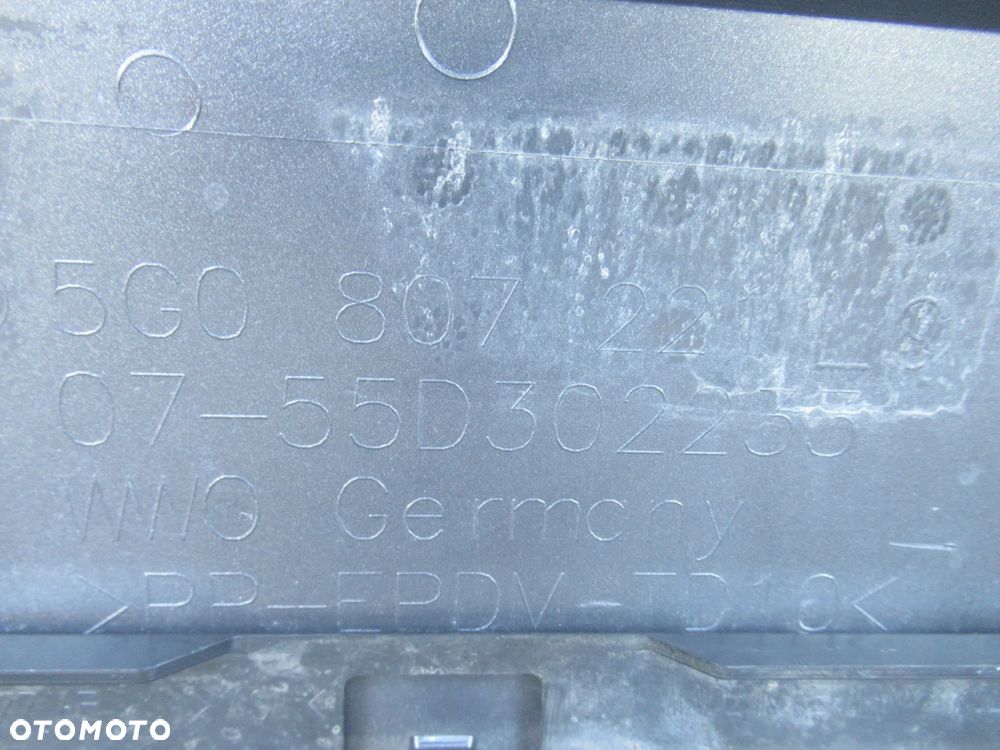 5G0 807 221 L
07-55D302235
WWG Germany
>PP-EPDM-TD10<
OTOMOTO